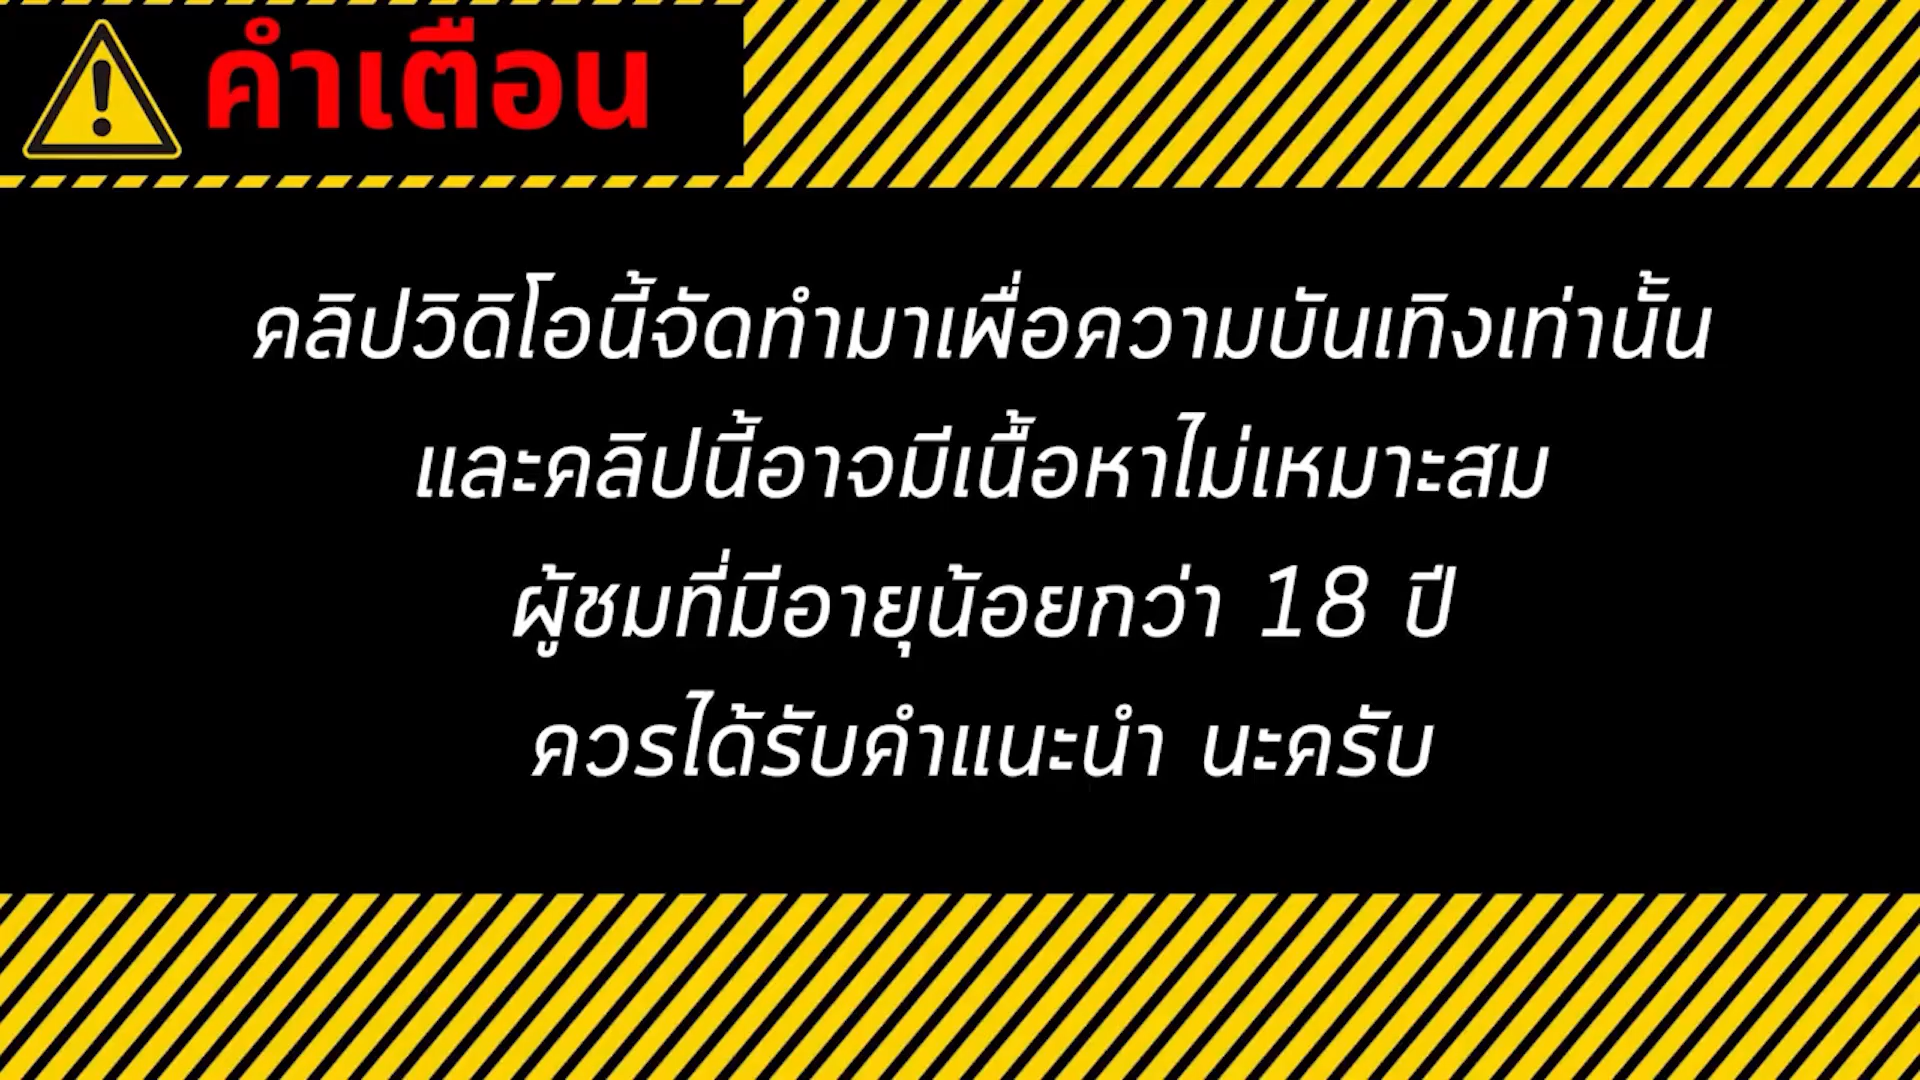 คำเตือน
คลิปวิดิโอนี้จัดทำมาเพื่อความบันเทิงเท่านั้น
และคลิปนี้อาจมีเนื้อหาไม่เหมาะสม
ผู้ชมที่มีอายุน้อยกว่า 18 ปี
ควรได้รับคำแนะนำ นะครับ